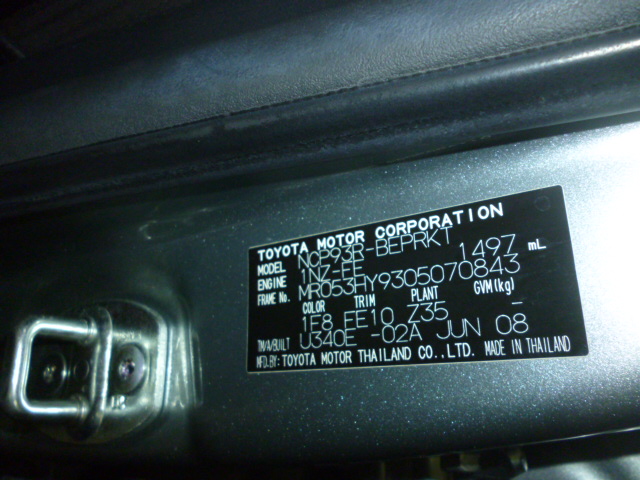 TOYOTA MOTOR CORPORATION
MODEL NCP93R-BEPRKT
ENGINE 1NZ-FE 1497 mL
FRAME No. MR053HY9305070843
COLOR TRIM PLANT GVM(kg)
1E8 EE10 Z35 -
TM/A/BUILT U340E -02A JUN 08
MFD.BY: TOYOTA MOTOR THAILAND CO., LTD. MADE IN THAILAND